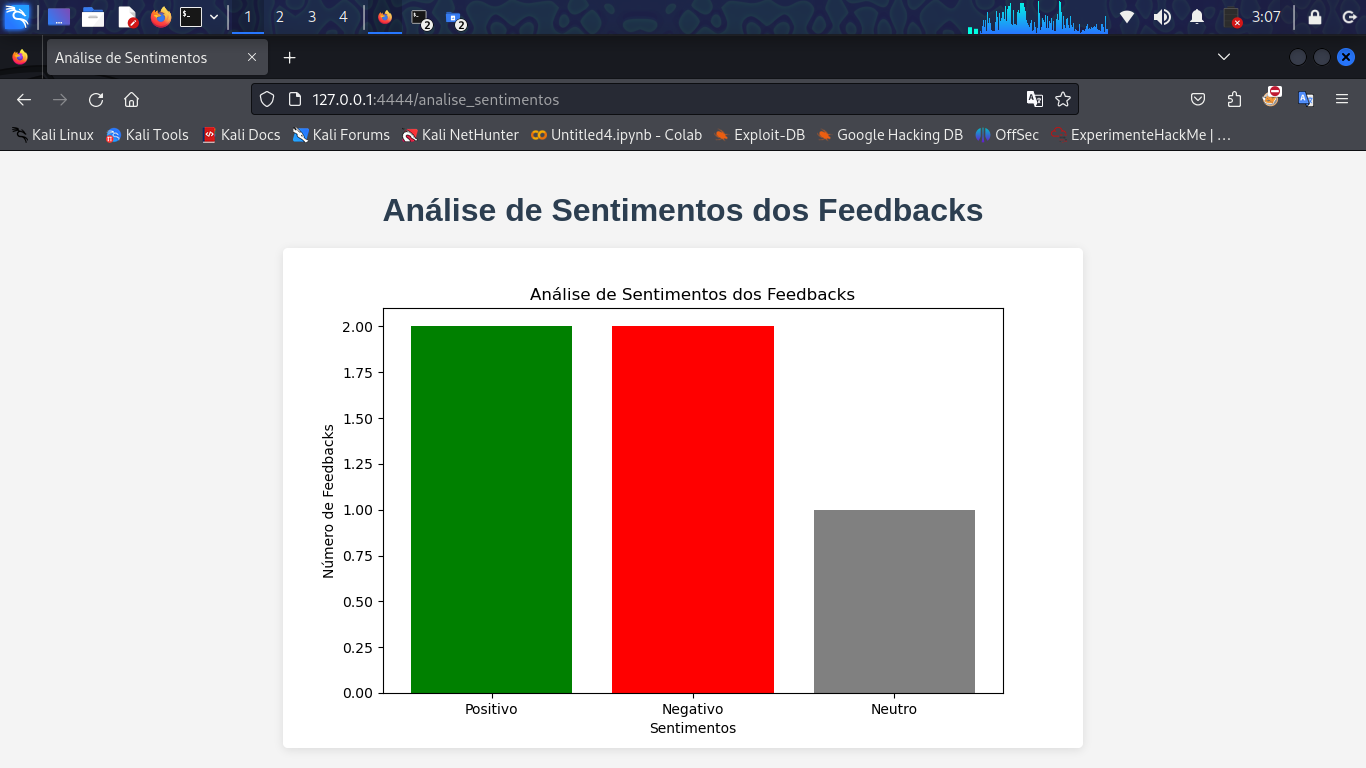 1 2 3 4 2 2 3:07
Análise de Sentimentos
127.0.0.1:4444/analise_sentimentos
Kali Linux Kali Tools Kali Docs Kali Forums Kali NetHunter Untitled4.ipynb - Colab Exploit-DB Google Hacking DB OffSec ExperimenteHackMe | ...
Análise de Sentimentos dos Feedbacks
Análise de Sentimentos dos Feedbacks
Número de Feedbacks
2.00
1.75
1.50
1.25
1.00
0.75
0.50
0.25
0.00
Positivo Negativo Neutro
Sentimentos